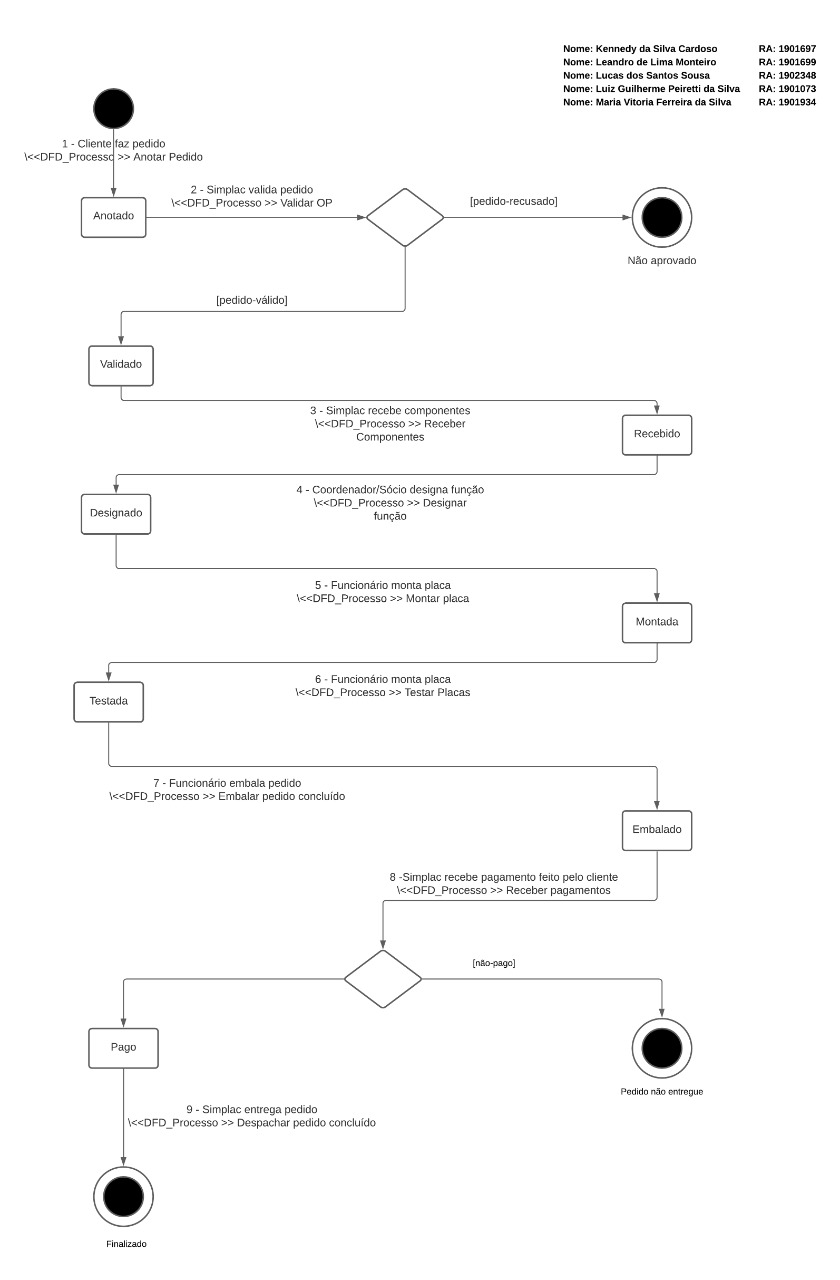 Nome: Kennedy da Silva Cardoso RA: 1901697
Nome: Leandro de Lima Monteiro RA: 1901699
Nome: Lucas dos Santos Sousa RA: 1902348
Nome: Luiz Guilherme Peiretti da Silva RA: 1901073
Nome: Maria Vitoria Ferreira da Silva RA: 1901934
1 - Cliente faz pedido
\<<DFD_Processo >> Anotar Pedido
Anotado
2 - Simplac valida pedido
\<<DFD_Processo >> Validar OP
[pedido-recusado]
Não aprovado
[pedido-válido]
Validado
3 - Simplac recebe componentes
\<<DFD_Processo >> Receber
Componentes
Recebido
4 - Coordenador/Sócio designa função
\<<DFD_Processo >> Designar
função
Designado
5 - Funcionário monta placa
\<<DFD_Processo >> Montar placa
Montada
6 - Funcionário monta placa
\<<DFD_Processo >> Testar Placas
Testada
7 - Funcionário embala pedido
\<<DFD_Processo >> Embalar pedido concluído
Embalado
8 -Simplac recebe pagamento feito pelo cliente
\<<DFD_Processo >> Receber pagamentos
[não-pago]
Pago
Pedido não entregue
9 - Simplac entrega pedido
\<<DFD_Processo >> Despachar pedido concluído
Finalizado